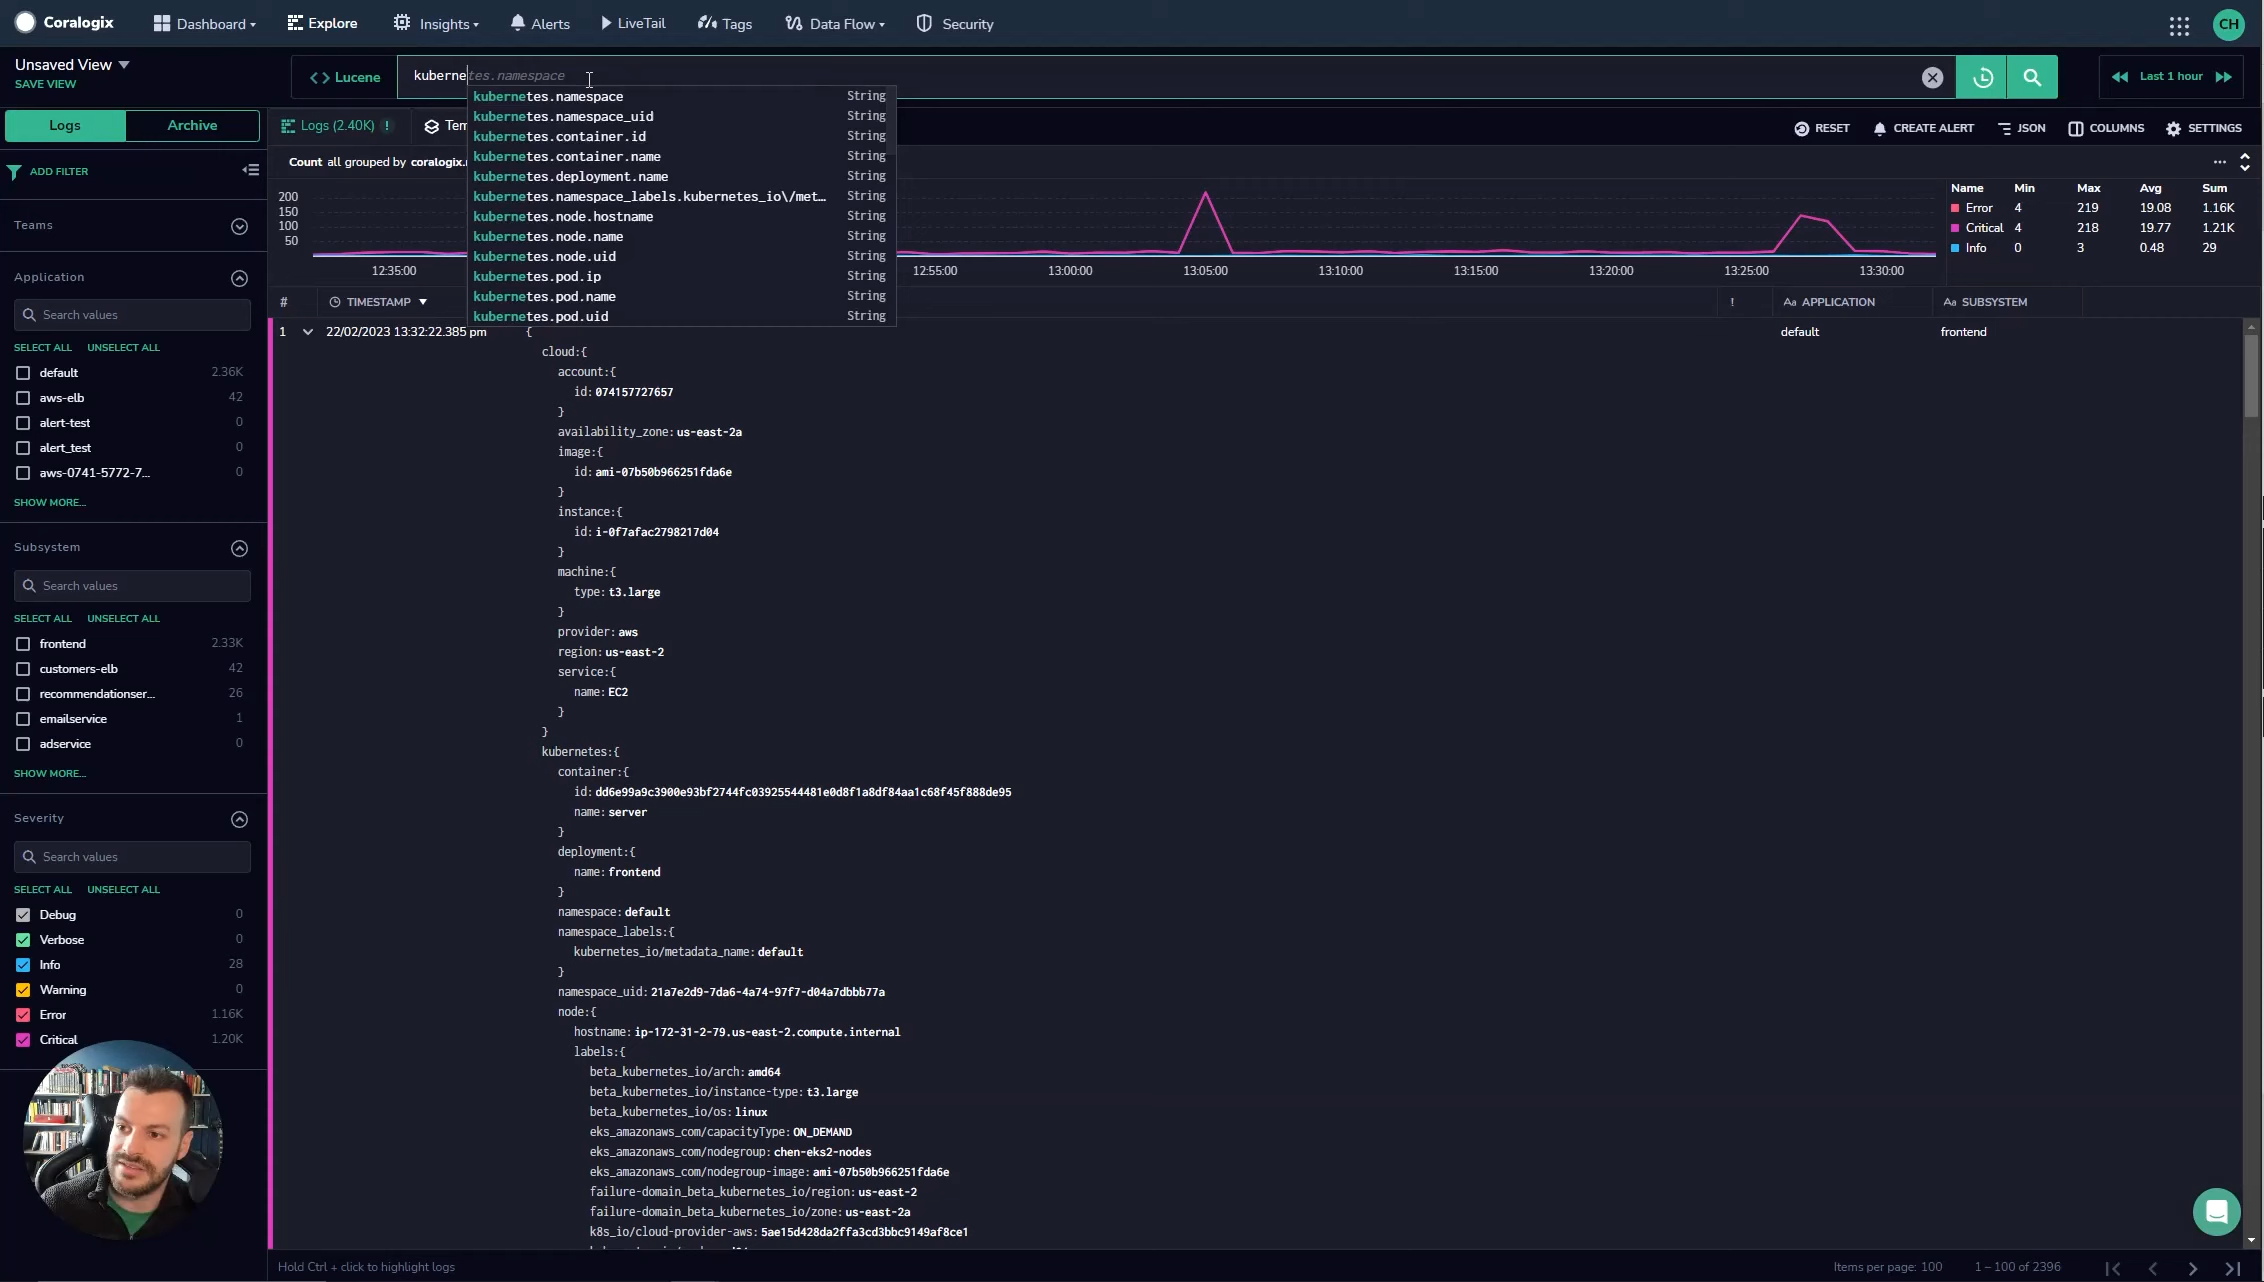 Coralogix
Dashboard
Explore
Insights
Alerts
LiveTail
Tags
Data Flow
Security
CH
Unsaved View
SAVE VIEW
<> Lucene
kubernetes.namespace
Last 1 hour
kubernetes.namespace String
kubernetes.namespace_uid String
kubernetes.container.id String
kubernetes.container.name String
kubernetes.deployment.name String
kubernetes.namespace_labels.kubernetes_io\/met… String
kubernetes.node.hostname String
kubernetes.node.name String
kubernetes.node.uid String
kubernetes.pod.ip String
kubernetes.pod.name String
kubernetes.pod.uid String
Logs
Archive
Logs (2.40K) !
Tem
RESET
CREATE ALERT
JSON
COLUMNS
SETTINGS
ADD FILTER
Count all grouped by coralogix.
...
200
150
100
50
12:35:00
12:55:00
13:00:00
13:05:00
13:10:00
13:15:00
13:20:00
13:25:00
13:30:00
Name Min Max Avg Sum
Error 4 219 19.08 1.16K
Critical 4 218 19.77 1.21K
Info 0 3 0.48 29
Teams
Application
Search values
SELECT ALL UNSELECT ALL
default 2.36K
aws-elb 42
alert-test 0
alert_test 0
aws-0741-5772-7... 0
SHOW MORE...
Subsystem
Search values
SELECT ALL UNSELECT ALL
frontend 2.33K
customers-elb 42
recommendationser... 26
emailservice 1
adservice 0
SHOW MORE...
Severity
Search values
SELECT ALL UNSELECT ALL
Debug 0
Verbose 0
Info 28
Warning 0
Error 1.16K
Critical 1.20K
# TIMESTAMP ! Aa APPLICATION Aa SUBSYSTEM
1 22/02/2023 13:32:22.385 pm { default frontend
cloud:{
account:{
id: 074157727657
}
availability_zone: us-east-2a
image:{
id: ami-07b50b966251fda6e
}
instance:{
id: i-0f7afac2798217d04
}
machine:{
type: t3.large
}
provider: aws
region: us-east-2
service:{
name: EC2
}
}
kubernetes:{
container:{
id: dd6e99a9c3900e93bf2744fc03925544481e0d8f1a8df84aa1c68f45f888de95
name: server
}
deployment:{
name: frontend
}
namespace: default
namespace_labels:{
kubernetes_io/metadata_name: default
}
namespace_uid: 21a7e2d9-7da6-4a74-97f7-d04a7dbbb77a
node:{
hostname: ip-172-31-2-79.us-east-2.compute.internal
labels:{
beta_kubernetes_io/arch: amd64
beta_kubernetes_io/instance-type: t3.large
beta_kubernetes_io/os: linux
eks_amazonaws_com/capacityType: ON_DEMAND
eks_amazonaws_com/nodegroup: chen-eks2-nodes
eks_amazonaws_com/nodegroup-image: ami-07b50b966251fda6e
failure-domain_beta_kubernetes_io/region: us-east-2
failure-domain_beta_kubernetes_io/zone: us-east-2a
k8s_io/cloud-provider-aws: 5ae15d428da2ffa3cd3bbc9149af8ce1
Hold Ctrl + click to highlight logs
Items per page: 100
1 – 100 of 2396